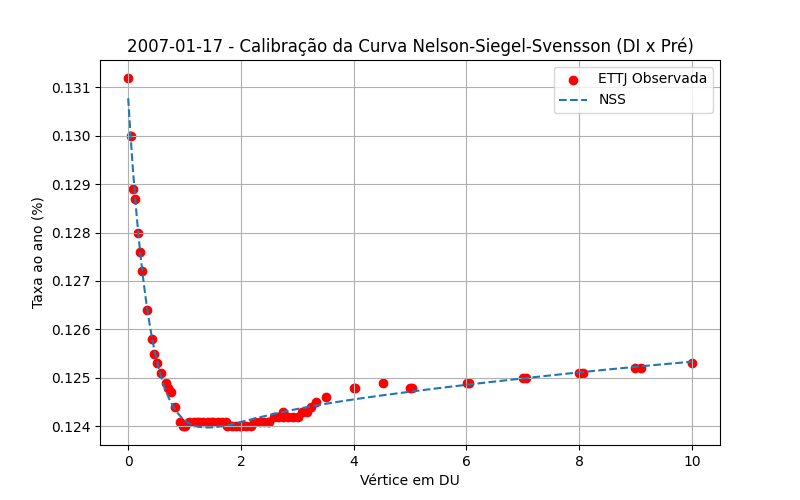 2007-01-17 - Calibração da Curva Nelson-Siegel-Svensson (DI x Pré)
ETTJ Observada
NSS
Taxa ao ano (%)
0.131
0.130
0.129
0.128
0.127
0.126
0.125
0.124
0 2 4 6 8 10
Vértice em DU